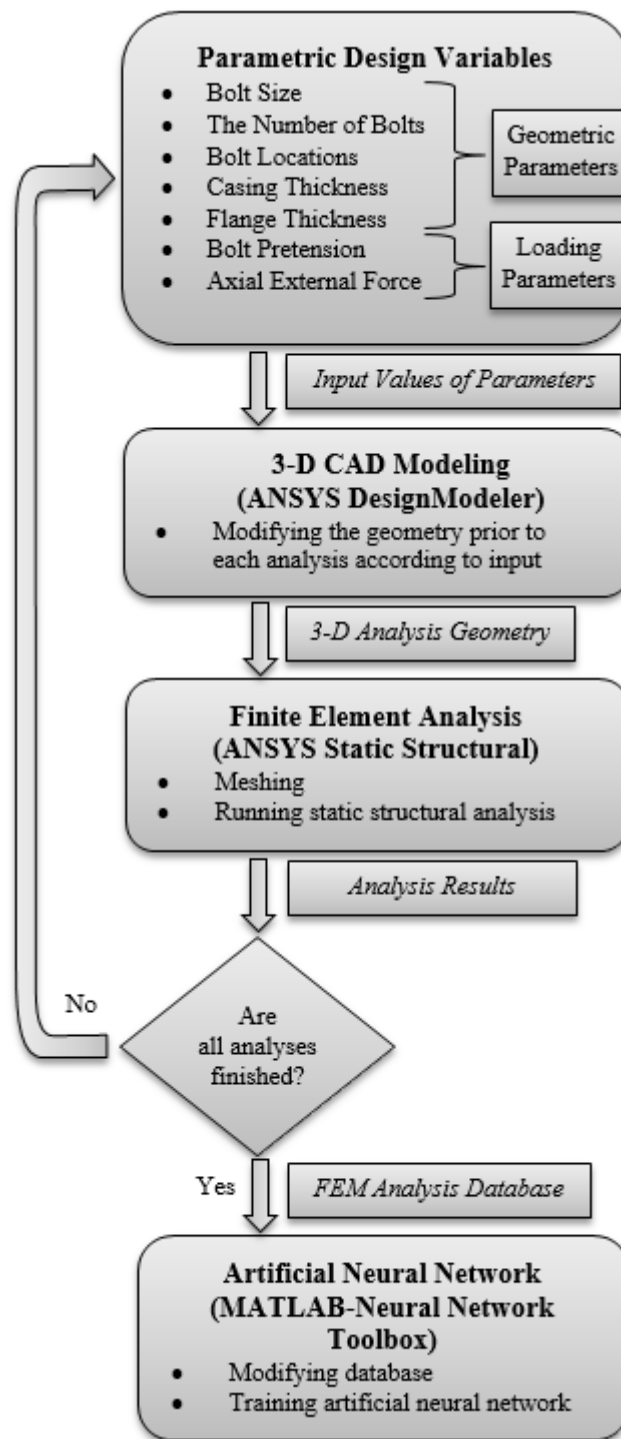 Parametric Design Variables
• Bolt Size
• The Number of Bolts
• Bolt Locations
• Casing Thickness
• Flange Thickness
• Bolt Pretension
• Axial External Force
Geometric
Parameters
Loading
Parameters
Input Values of Parameters
3-D CAD Modeling
(ANSYS DesignModeler)
• Modifying the geometry prior to
each analysis according to input
3-D Analysis Geometry
Finite Element Analysis
(ANSYS Static Structural)
• Meshing
• Running static structural analysis
Analysis Results
No
Are
all analyses
finished?
Yes
FEM Analysis Database
Artificial Neural Network
(MATLAB-Neural Network
Toolbox)
• Modifying database
• Training artificial neural network